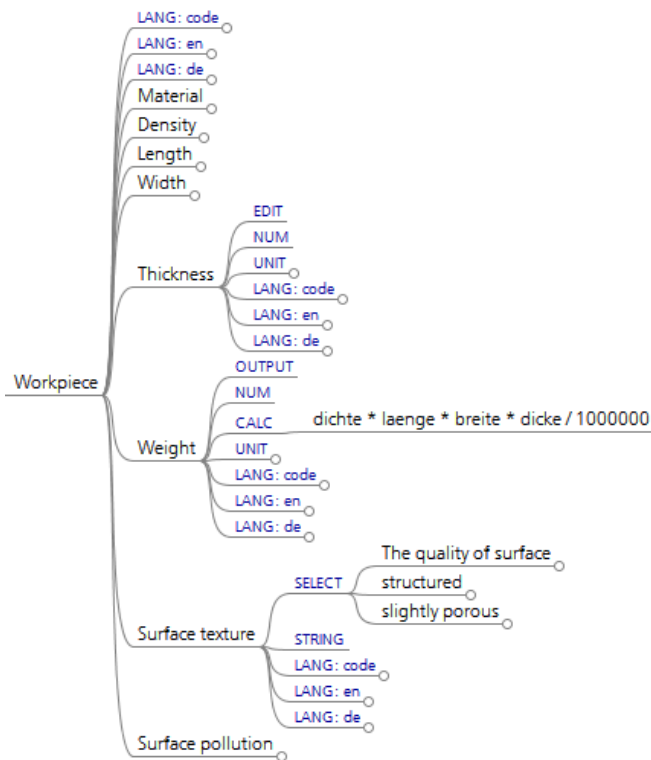 LANG: code
LANG: en
LANG: de
Material
Density
Length
Width
EDIT
NUM
UNIT
Thickness
LANG: code
LANG: en
LANG: de
OUTPUT
Workpiece
NUM
CALC
dichte * laenge * breite * dicke / 1000000
Weight
UNIT
LANG: code
LANG: en
LANG: de
The quality of surface
SELECT
structured
slightly porous
Surface texture
STRING
LANG: code
LANG: en
LANG: de
Surface pollution